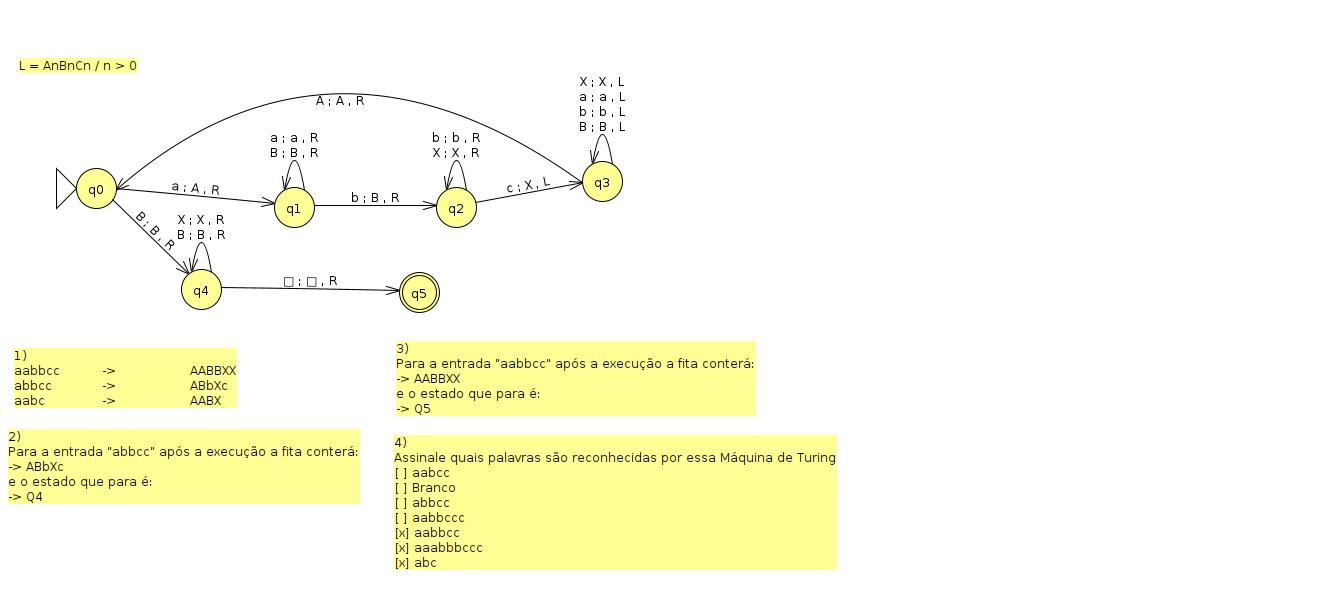 L = AnBnCn / n > 0
X ; X , L
a ; a , L
b ; b , L
B ; B , L
A ; A , R
a ; a , R
B ; B , R
b ; b , R
X ; X , R
q0
a ; A , R
q1
b ; B , R
q2
c ; X , L
q3
B ; B , R
X ; X , R
B ; B , R
q4
□ ; □ , R
q5
1)
aabbcc -> AABBXX
abbcc -> ABbXc
aabc -> AABX
2)
Para a entrada "abbcc" após a execução a fita conterá:
-> ABbXc
e o estado que para é:
-> Q4
3)
Para a entrada "aabbcc" após a execução a fita conterá:
-> AABBXX
e o estado que para é:
-> Q5
4)
Assinale quais palavras são reconhecidas por essa Máquina de Turing
[ ] aabcc
[ ] Branco
[ ] abbcc
[ ] aabbccc
[x] aabbcc
[x] aaabbbccc
[x] abc